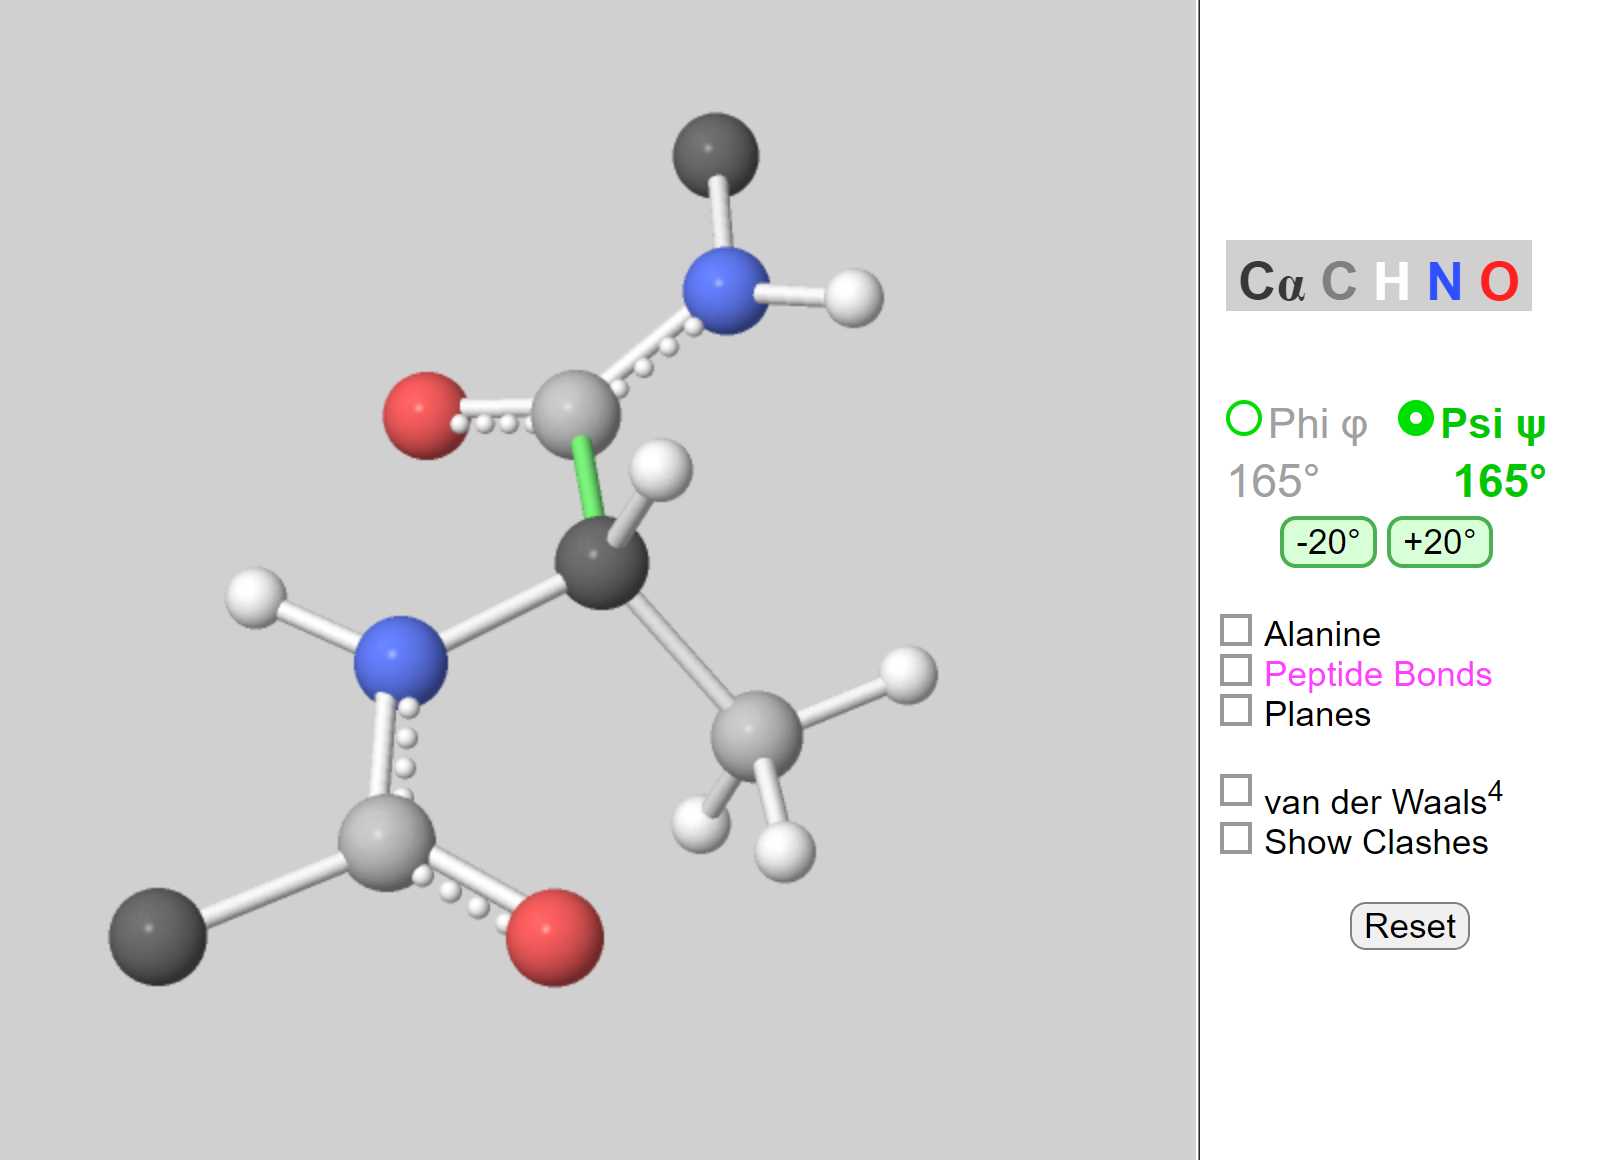 Cα C H N O
Phi φ Psi ψ
165° 165°
-20° +20°
Alanine
Peptide Bonds
Planes
van der Waals4
Show Clashes
Reset